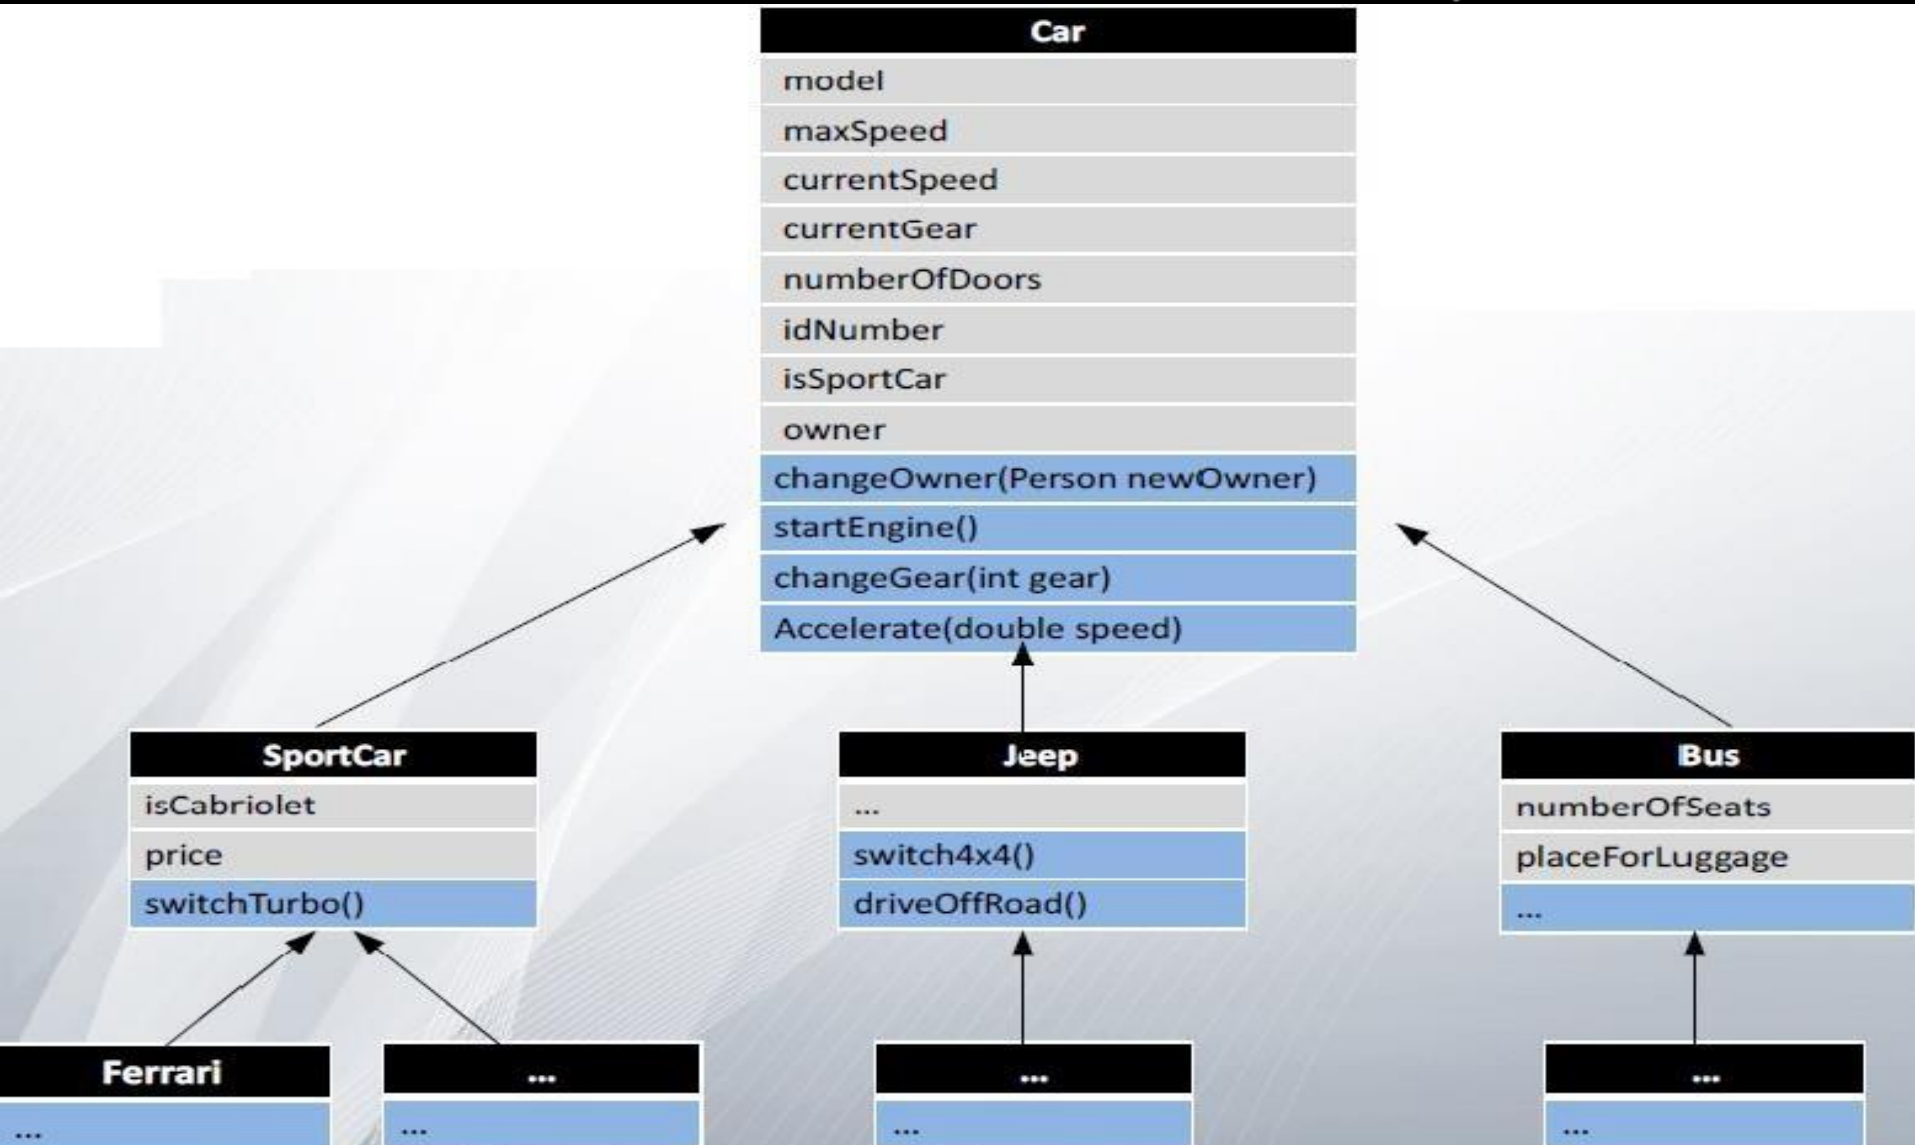 Car
model
maxSpeed
currentSpeed
currentGear
numberOfDoors
idNumber
isSportCar
owner
changeOwner(Person newOwner)
startEngine()
changeGear(int gear)
Accelerate(double speed)
SportCar
isCabriolet
price
switchTurbo()
Jeep
...
switch4x4()
driveOffRoad()
Bus
numberOfSeats
placeForLuggage
...
Ferrari
...
...
...
...
...
...
...